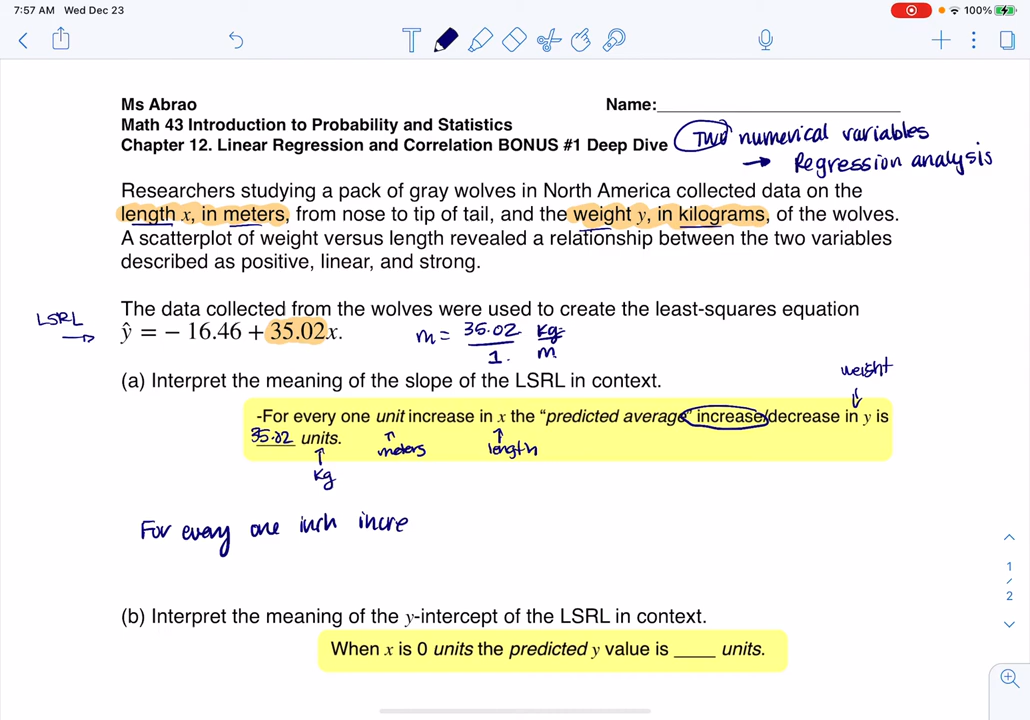 7:57 AM Wed Dec 23
100%
T
Ms Abrao
Name:
Math 43 Introduction to Probability and Statistics
Chapter 12. Linear Regression and Correlation BONUS #1 Deep Dive
Two numerical variables
→ Regression analysis
Researchers studying a pack of gray wolves in North America collected data on the
length x, in meters, from nose to tip of tail, and the weight y, in kilograms, of the wolves.
A scatterplot of weight versus length revealed a relationship between the two variables
described as positive, linear, and strong.
The data collected from the wolves were used to create the least-squares equation
LSRL →
ŷ = − 16.46 + 35.02x.
m = 35.02/1 kg/m
(a) Interpret the meaning of the slope of the LSRL in context.
weight
-For every one unit increase in x the “predicted average” increase/decrease in y is
35.02 units.
meters
length
kg
For every one inch incre
(b) Interpret the meaning of the y-intercept of the LSRL in context.
When x is 0 units the predicted y value is ____ units.
1
/
2